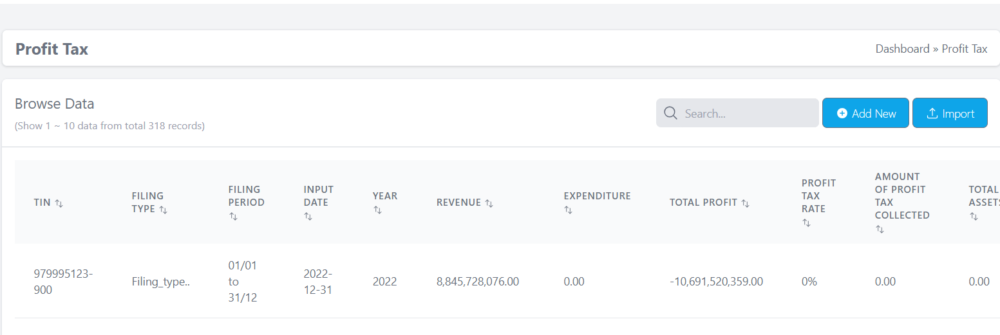 Profit Tax
Dashboard » Profit Tax
Browse Data
(Show 1 ~ 10 data from total 318 records)
Search...
Add New
Import
TIN
FILING
TYPE
FILING
PERIOD
INPUT
DATE
YEAR
REVENUE
EXPENDITURE
TOTAL PROFIT
PROFIT
TAX
RATE
AMOUNT
OF PROFIT
TAX
COLLECTED
TOTAL
ASSETS
979995123-
900
Filing_type..
01/01
to
31/12
2022-
12-31
2022
8,845,728,076.00
0.00
-10,691,520,359.00
0%
0.00
0.00